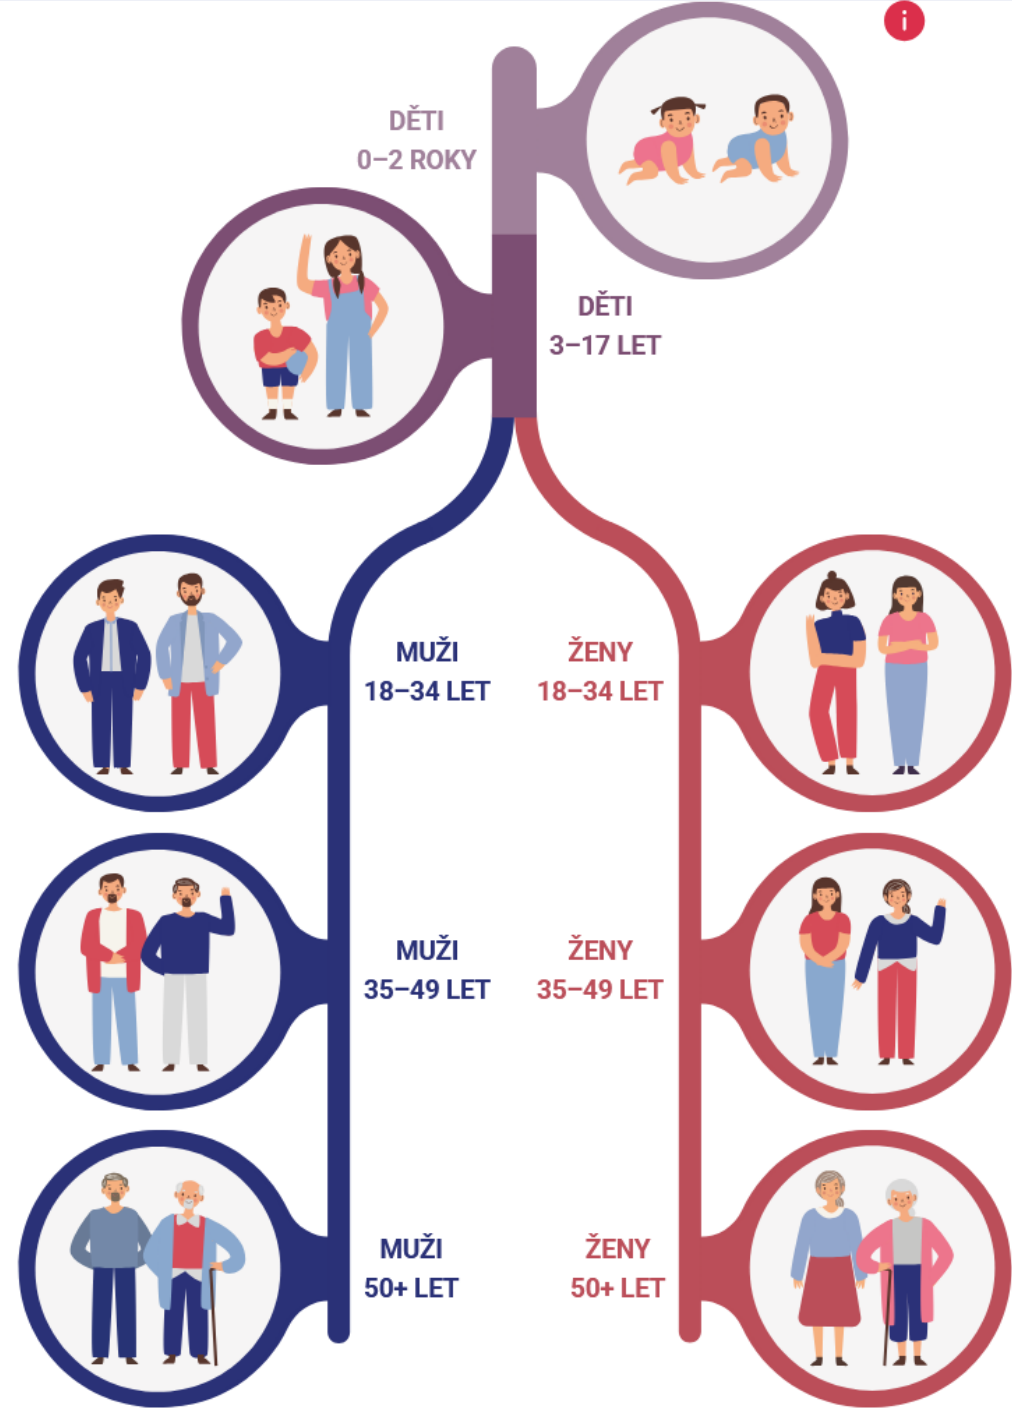 i
DĚTI
0–2 ROKY
DĚTI
3–17 LET
MUŽI
18–34 LET
ŽENY
18–34 LET
MUŽI
35–49 LET
ŽENY
35–49 LET
MUŽI
50+ LET
ŽENY
50+ LET